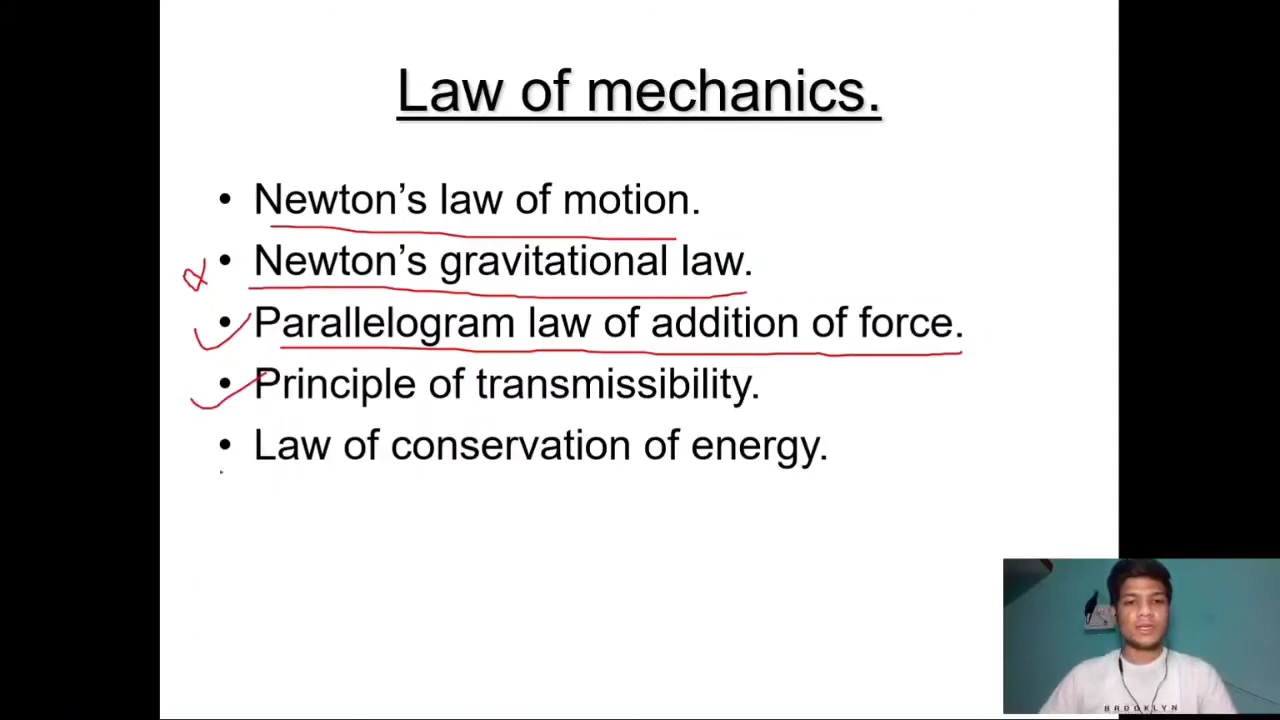 Law of mechanics.
• Newton’s law of motion.
• Newton’s gravitational law.
• Parallelogram law of addition of force.
• Principle of transmissibility.
• Law of conservation of energy.
BROOKLYN